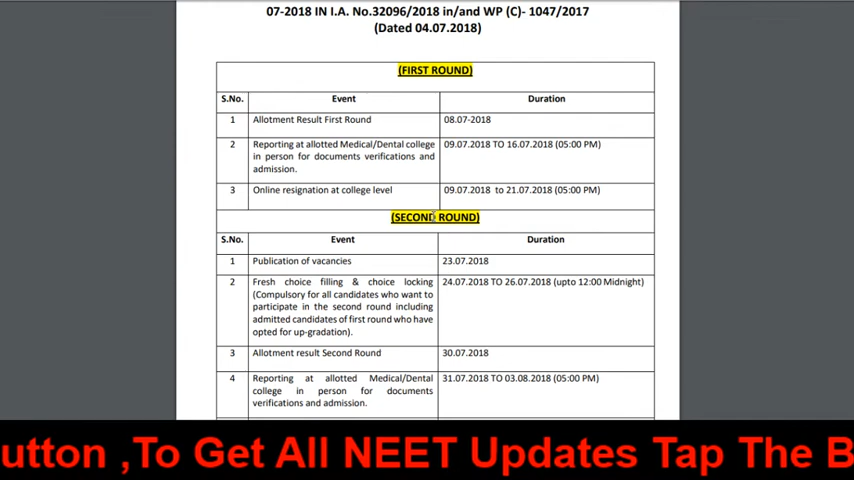 07-2018 IN I.A. No.32096/2018 in/and WP (C)- 1047/2017
(Dated 04.07.2018)
(FIRST ROUND)
S.No. Event Duration
1 Allotment Result First Round 08.07-2018
2 Reporting at allotted Medical/Dental college 09.07.2018 TO 16.07.2018 (05:00 PM)
in person for documents verifications and
admission.
3 Online resignation at college level 09.07.2018 to 21.07.2018 (05:00 PM)
(SECOND ROUND)
S.No. Event Duration
1 Publication of vacancies 23.07.2018
2 Fresh choice filling & choice locking 24.07.2018 TO 26.07.2018 (upto 12:00 Midnight)
(Compulsory for all candidates who want to
participate in the second round including
admitted candidates of first round who have
opted for up-gradation).
3 Allotment result Second Round 30.07.2018
4 Reporting at allotted Medical/Dental 31.07.2018 TO 03.08.2018 (05:00 PM)
college in person for documents
verifications and admission.
utton ,To Get All NEET Updates Tap The B